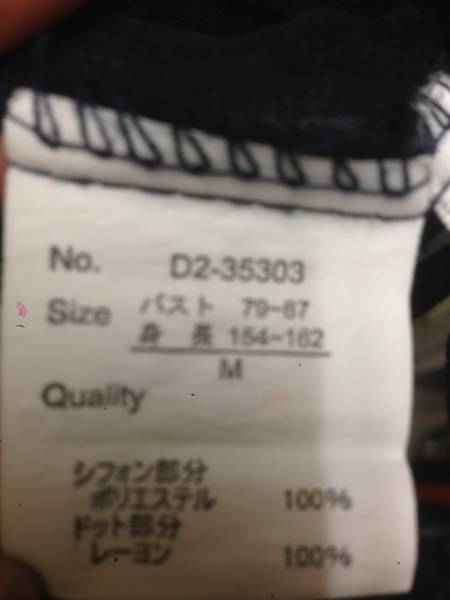 No. D2-35303
Size バスト 79-87
身長 154-162
M
Quality
シフォン部分
ポリエステル 100%
ドット部分
レーヨン 100%